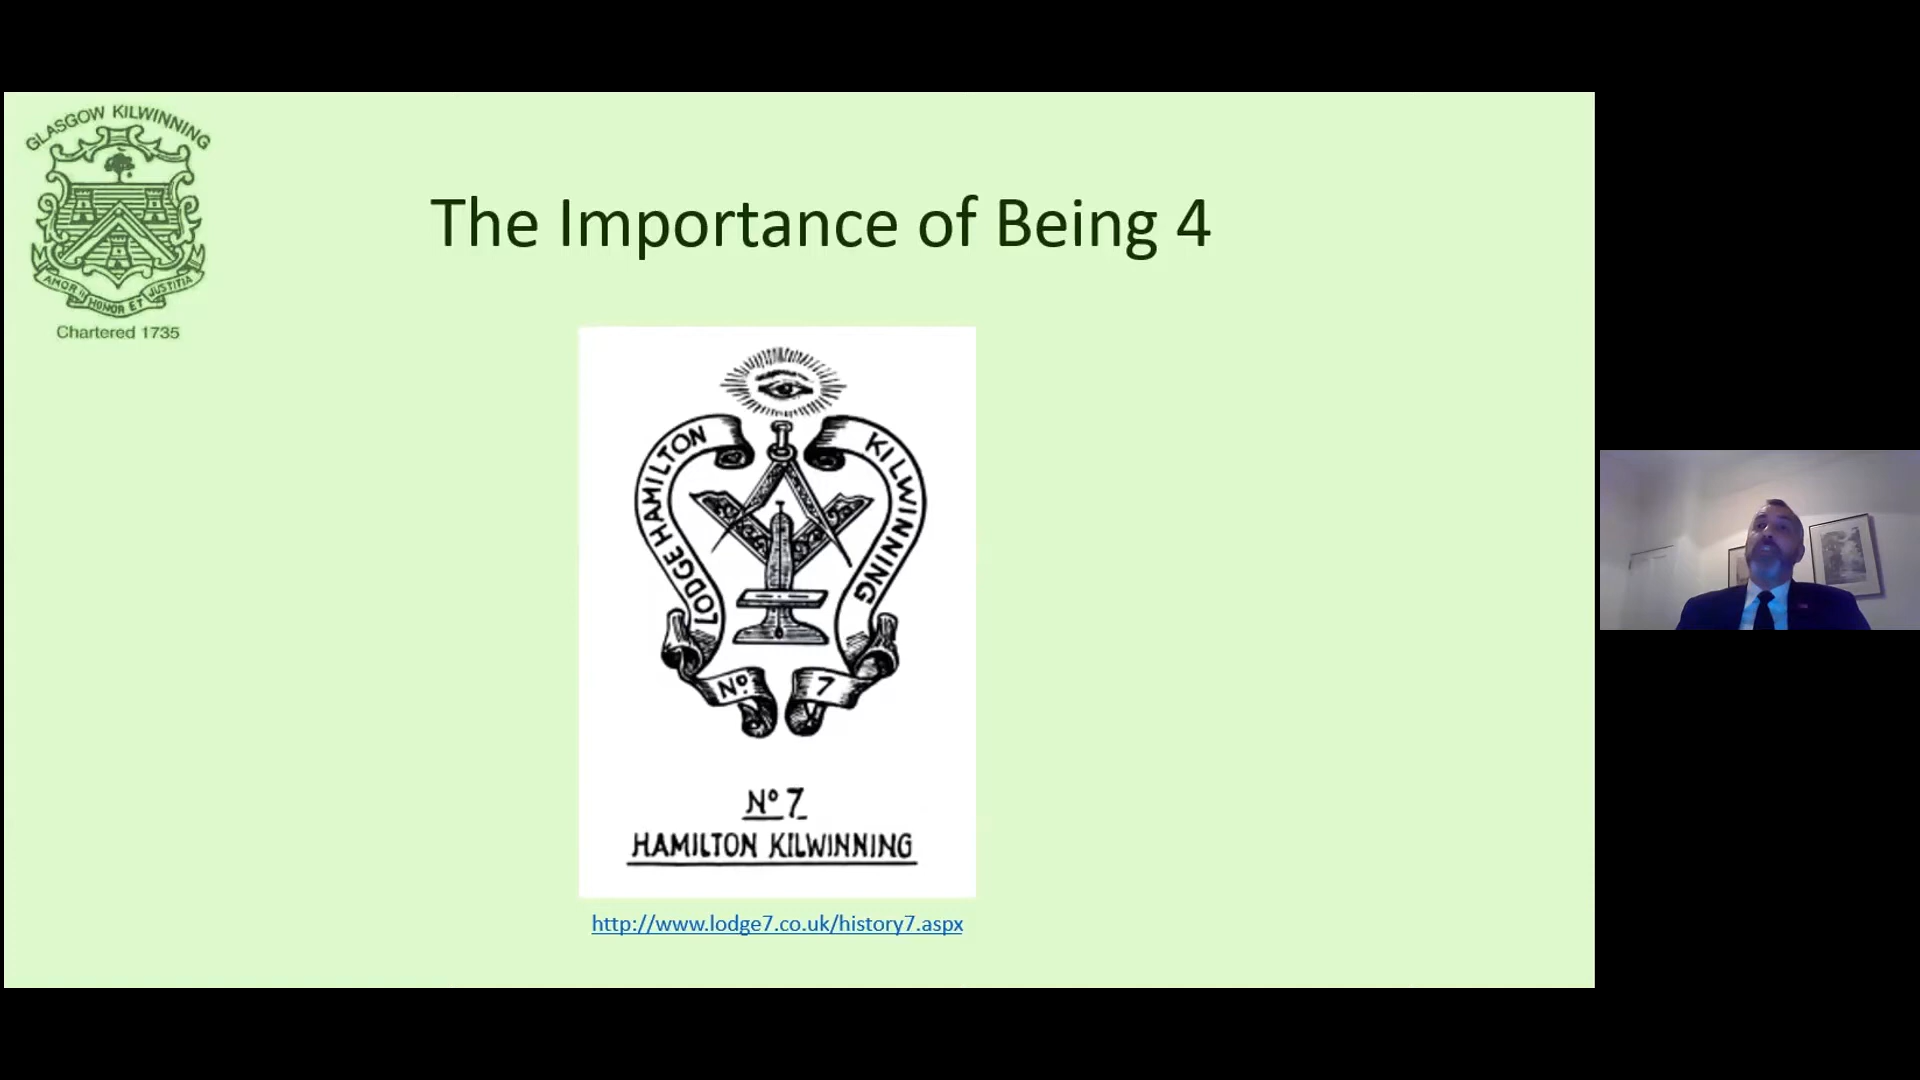 GLASGOW KILWINNING
AMOR HONOR ET JUSTITIA
Chartered 1735
The Importance of Being 4
LODGE HAMILTON KILWINNING
Nº 7
Nº 7
HAMILTON KILWINNING
http://www.lodge7.co.uk/history7.aspx